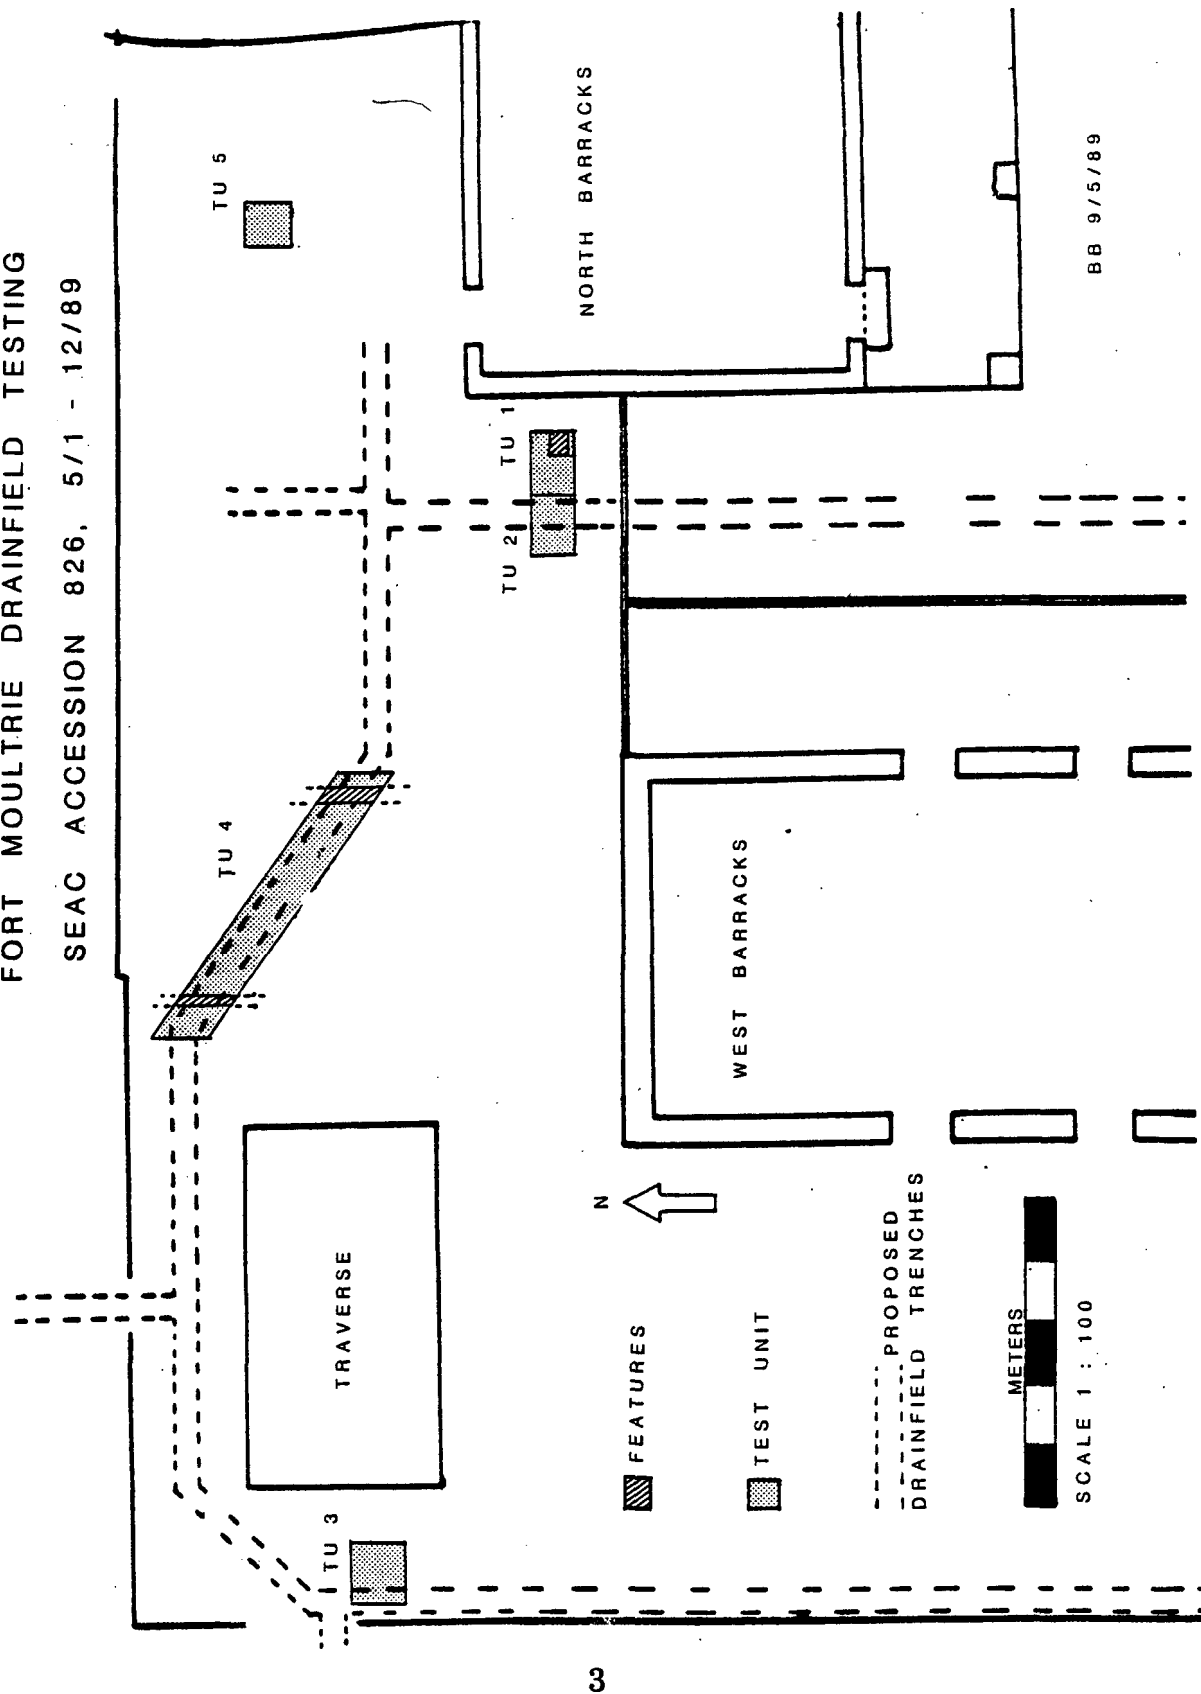 FORT MOULTRIE DRAINFIELD TESTING
SEAC ACCESSION 826, 5/1 - 12/89
TU 5
TU 4
TU 3
TU 2
TU 1
NORTH BARRACKS
WEST BARRACKS
TRAVERSE
N
FEATURES
TEST UNIT
PROPOSED
DRAINFIELD TRENCHES
METERS
SCALE 1 : 100
BB 9/5/89
3